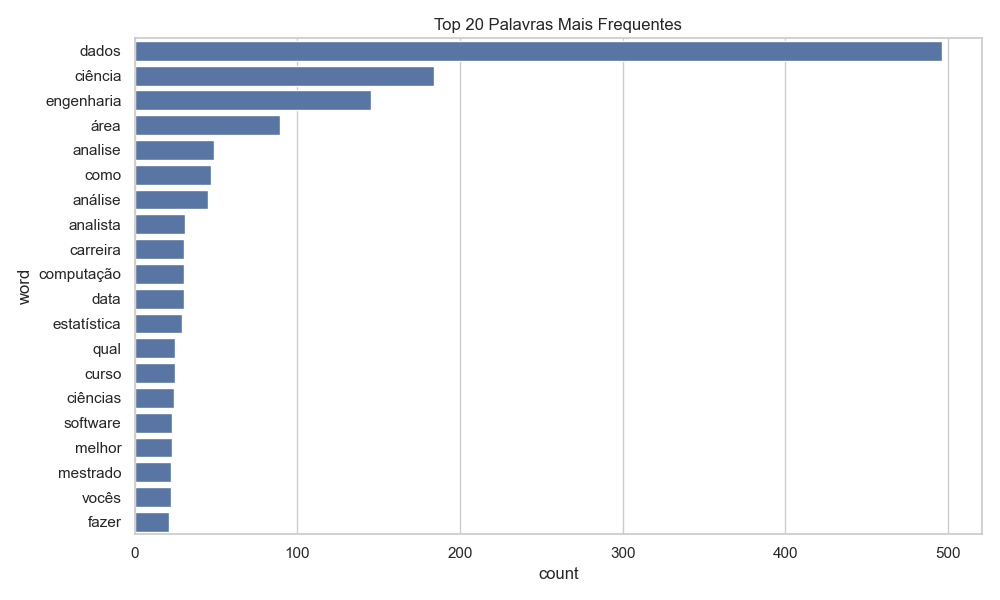 Top 20 Palavras Mais Frequentes
dados
ciência
engenharia
área
analise
como
análise
analista
carreira
computação
data
estatística
qual
curso
ciências
software
melhor
mestrado
vocês
fazer
word
0 100 200 300 400 500
count